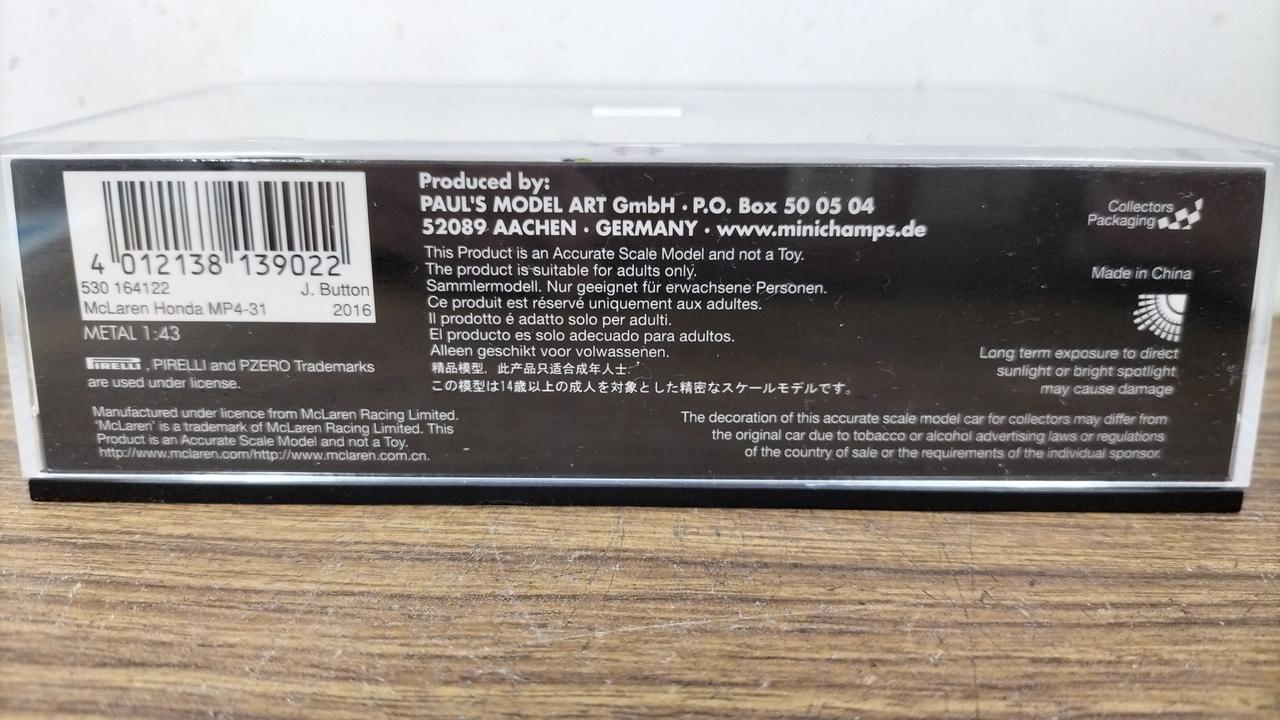 4 012138 139022
530 164122 J. Button
McLaren Honda MP4-31 2016
METAL 1:43
PIRELLI, PIRELLI and PZERO Trademarks
are used under license.
Manufactured under licence from McLaren Racing Limited.
'McLaren' is a trademark of McLaren Racing Limited. This
Product is an Accurate Scale Model and not a Toy.
http://www.mclaren.com/http://www.mclaren.com.cn.
Produced by:
PAUL'S MODEL ART GmbH · P.O. Box 50 05 04
52089 AACHEN · GERMANY · www.minichamps.de
This Product is an Accurate Scale Model and not a Toy.
The product is suitable for adults only.
Sammlermodell. Nur geeignet für erwachsene Personen.
Ce produit est réservé uniquement aux adultes.
Il prodotto é adatto solo per adulti.
El producto es solo adecuado para adultos.
Alleen geschikt voor volwassenen.
精品模型，此产品只适合成年人士.
この模型は14歳以上の成人を対象とした精密なスケールモデルです。
Collectors
Packaging
Made in China
Long term exposure to direct
sunlight or bright spotlight
may cause damage
The decoration of this accurate scale model car for collectors may differ from
the original car due to tobacco or alcohol advertising laws or regulations
of the country of sale or the requirements of the individual sponsor.